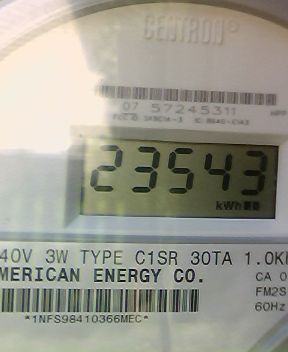 CENTRON®
07 57245311
23543
kWh
40V 3W TYPE C1SR 30TA 1.0K
MERICAN ENERGY CO.
CA 0
FM2S
60Hz
*1NFS98410366MEC*